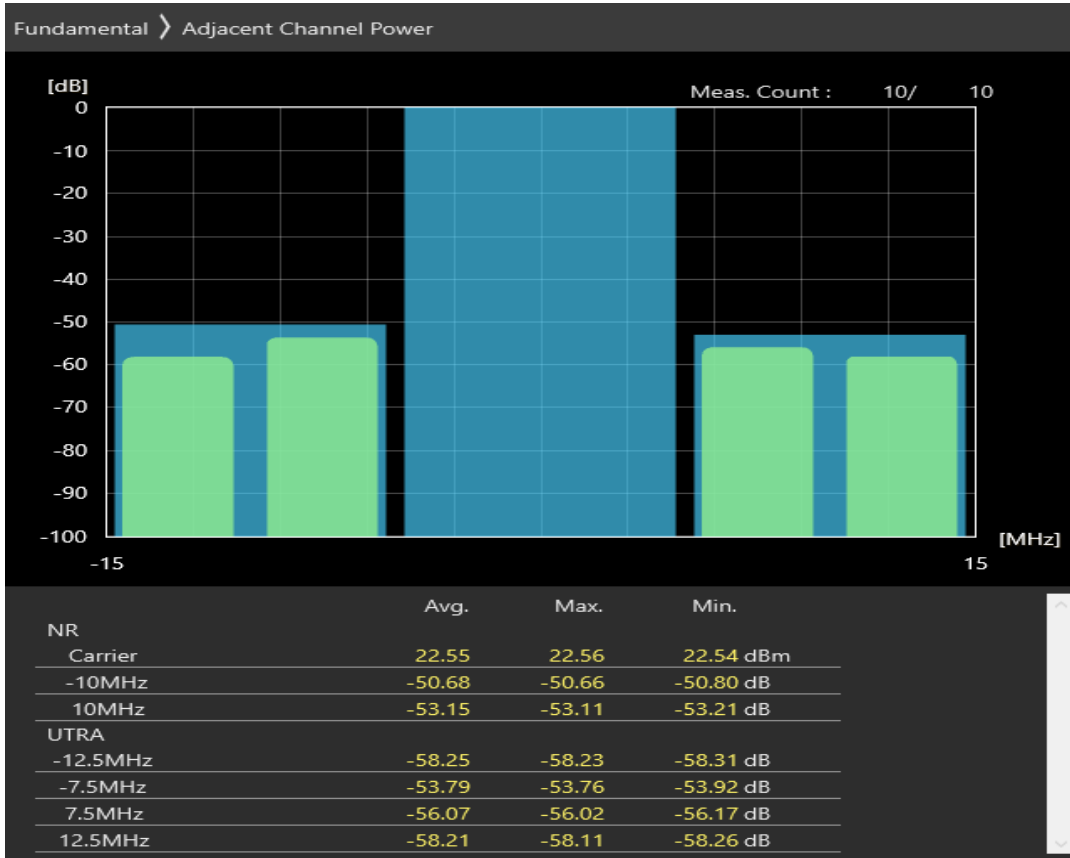 Fundamental 〉 Adjacent Channel Power
[dB]
Meas. Count : 10/ 10
0
-10
-20
-30
-40
-50
-60
-70
-80
-90
-100
[MHz]
-15 15
Avg. Max. Min.
NR
Carrier 22.55 22.56 22.54 dBm
-10MHz -50.68 -50.66 -50.80 dB
10MHz -53.15 -53.11 -53.21 dB
UTRA
-12.5MHz -58.25 -58.23 -58.31 dB
-7.5MHz -53.79 -53.76 -53.92 dB
7.5MHz -56.07 -56.02 -56.17 dB
12.5MHz -58.21 -58.11 -58.26 dB